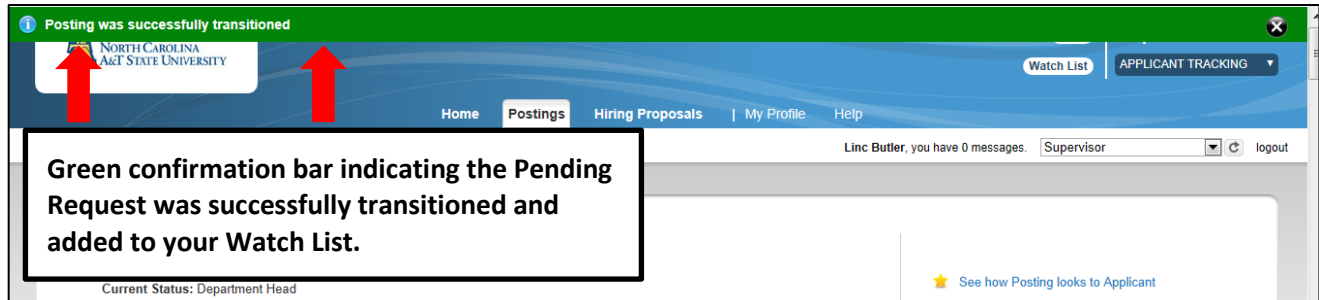 Posting was successfully transitioned
NORTH CAROLINA
A&T STATE UNIVERSITY
Watch List
APPLICANT TRACKING
Home Postings Hiring Proposals | My Profile Help
Linc Butler, you have 0 messages. Supervisor logout
Green confirmation bar indicating the Pending
Request was successfully transitioned and
added to your Watch List.
Current Status: Department Head
See how Posting looks to Applicant